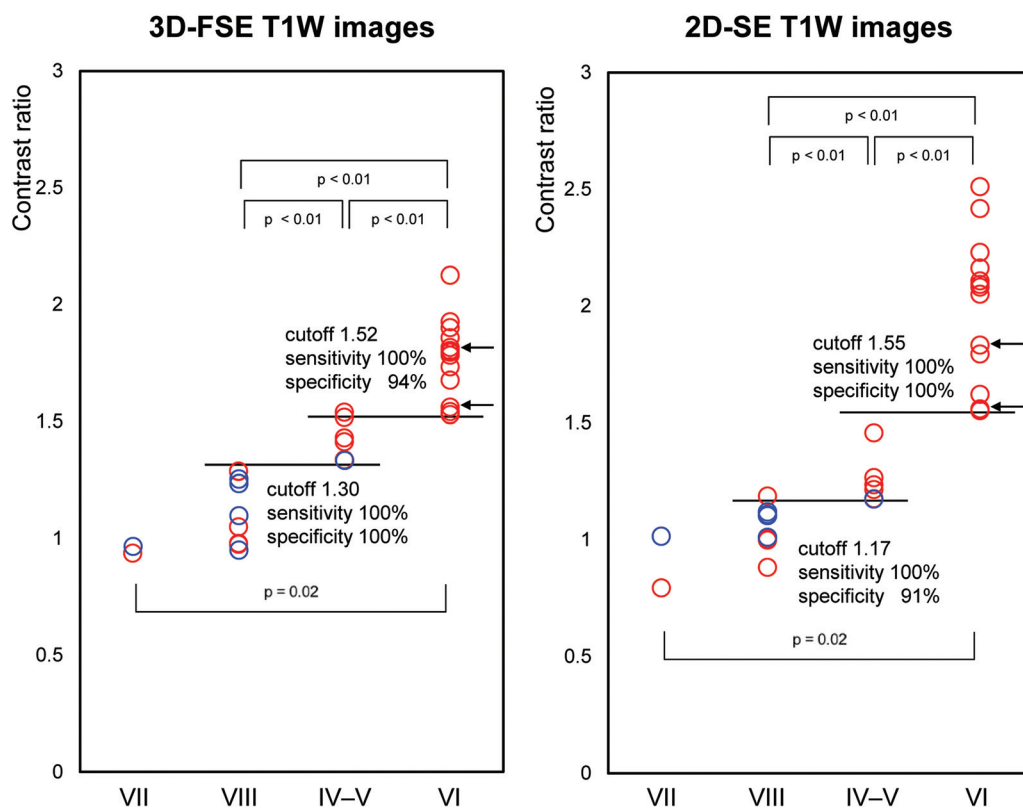 3D-FSE T1W images
Contrast ratio
3
2.5
2
1.5
1
0.5
0
p < 0.01
p < 0.01
p < 0.01
cutoff 1.52
sensitivity 100%
specificity 94%
cutoff 1.30
sensitivity 100%
specificity 100%
p = 0.02
VII
VIII
IV–V
VI
2D-SE T1W images
Contrast ratio
3
2.5
2
1.5
1
0.5
0
p < 0.01
p < 0.01
p < 0.01
cutoff 1.55
sensitivity 100%
specificity 100%
cutoff 1.17
sensitivity 100%
specificity 91%
p = 0.02
VII
VIII
IV–V
VI